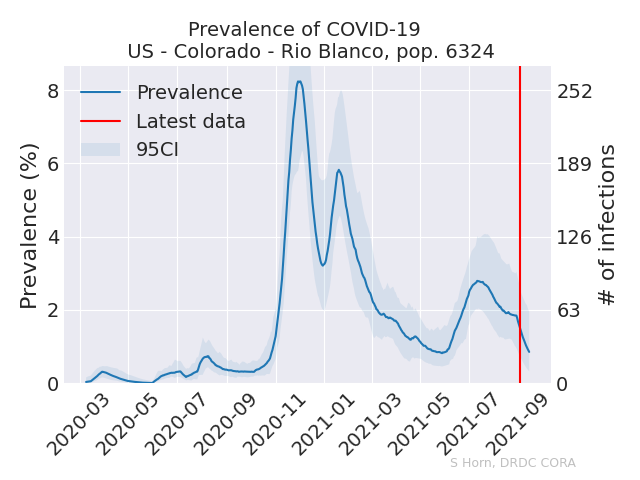 Prevalence of COVID-19
US - Colorado - Rio Blanco, pop. 6324
Prevalence
Latest data
95CI
Prevalence (%)
8
6
4
2
0
# of infections
252
189
126
63
0
2020-03
2020-05
2020-07
2020-09
2020-11
2021-01
2021-03
2021-05
2021-07
2021-09
S Horn, DRDC CORA